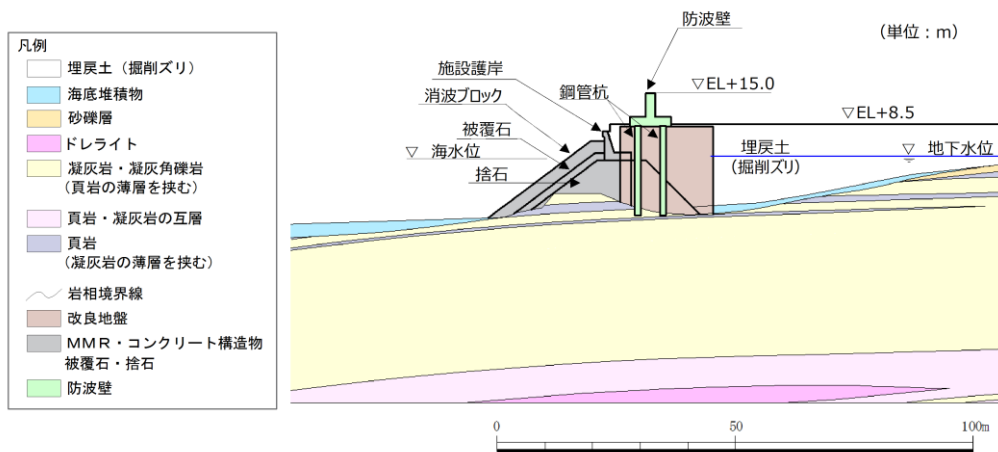 凡例
埋戻土（掘削ズリ）
海底堆積物
砂礫層
ドレライト
凝灰岩・凝灰角礫岩
(頁岩の薄層を挟む)
頁岩・凝灰岩の互層
頁岩
(凝灰岩の薄層を挟む)
岩相境界線
改良地盤
ＭＭＲ・コンクリート構造物
被覆石・捨石
防波壁
防波壁
（単位：m）
施設護岸
消波ブロック
鋼管杭
▽EL+15.0
▽EL+8.5
被覆石
▽ 海水位
捨石
埋戻土
(掘削ズリ)
▽ 地下水位
0
50
100m